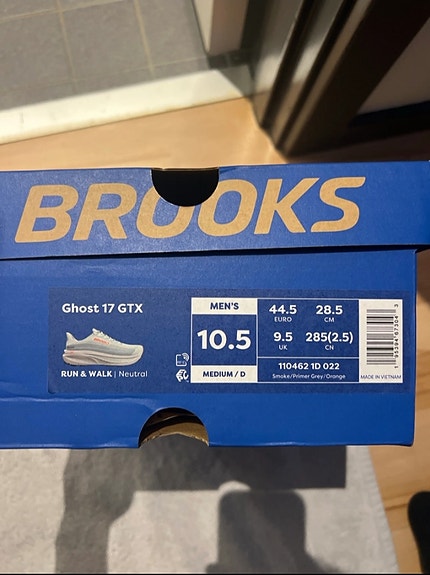 BROOKS
Ghost 17 GTX
RUN & WALK | Neutral
MEN'S
10.5
MEDIUM / D
44.5 28.5
EURO CM
9.5 285(2.5)
UK CN
110462 1D 022
Smoke/Primer Grey/Orange
MADE IN VIETNAM